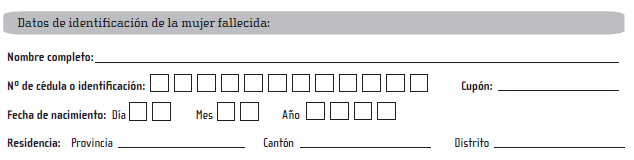 Datos de identificación de la mujer fallecida:
Nombre completo:
Nº de cédula o identificación: Cupón:
Fecha de nacimiento: Día Mes Año
Residencia: Provincia Cantón Distrito